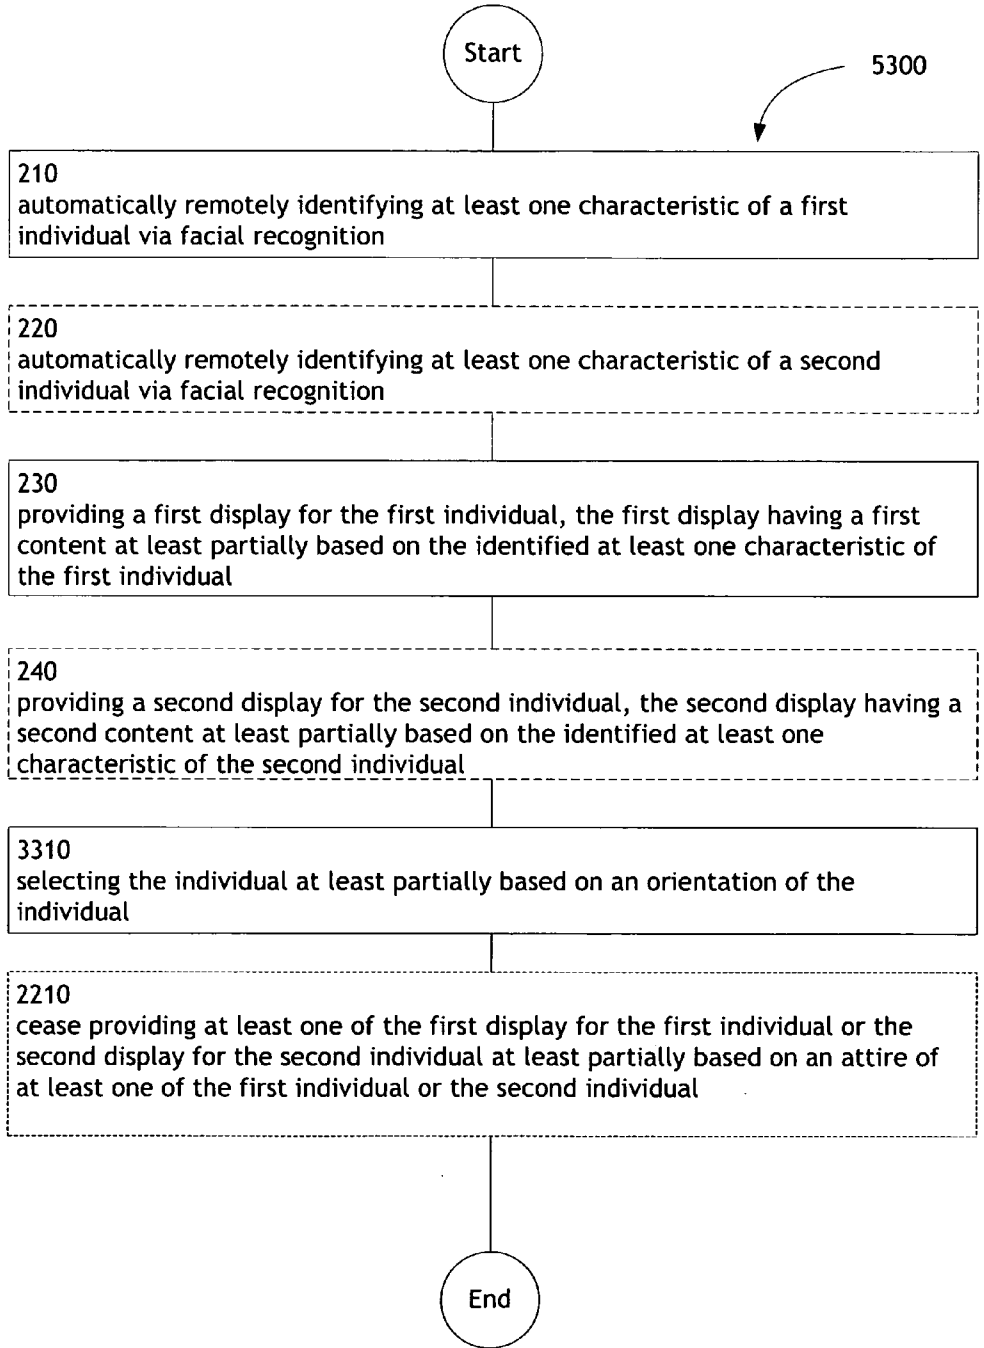 Start
5300
210
automatically remotely identifying at least one characteristic of a first
individual via facial recognition
220
automatically remotely identifying at least one characteristic of a second
individual via facial recognition
230
providing a first display for the first individual, the first display having a first
content at least partially based on the identified at least one characteristic of
the first individual
240
providing a second display for the second individual, the second display having a
second content at least partially based on the identified at least one
characteristic of the second individual
3310
selecting the individual at least partially based on an orientation of the
individual
2210
cease providing at least one of the first display for the first individual or the
second display for the second individual at least partially based on an attire of
at least one of the first individual or the second individual
End